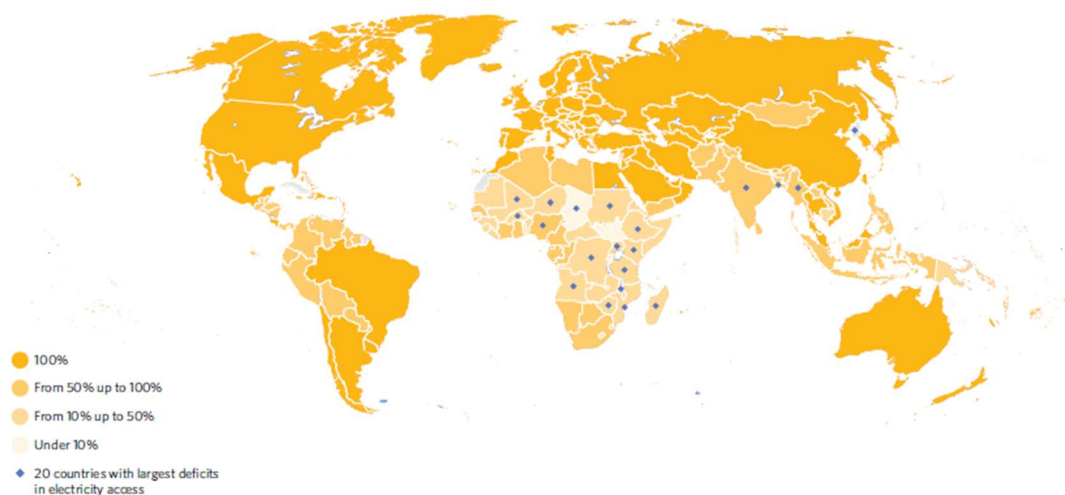 100%
From 50% up to 100%
From 10% up to 50%
Under 10%
20 countries with largest deficits
in electricity access